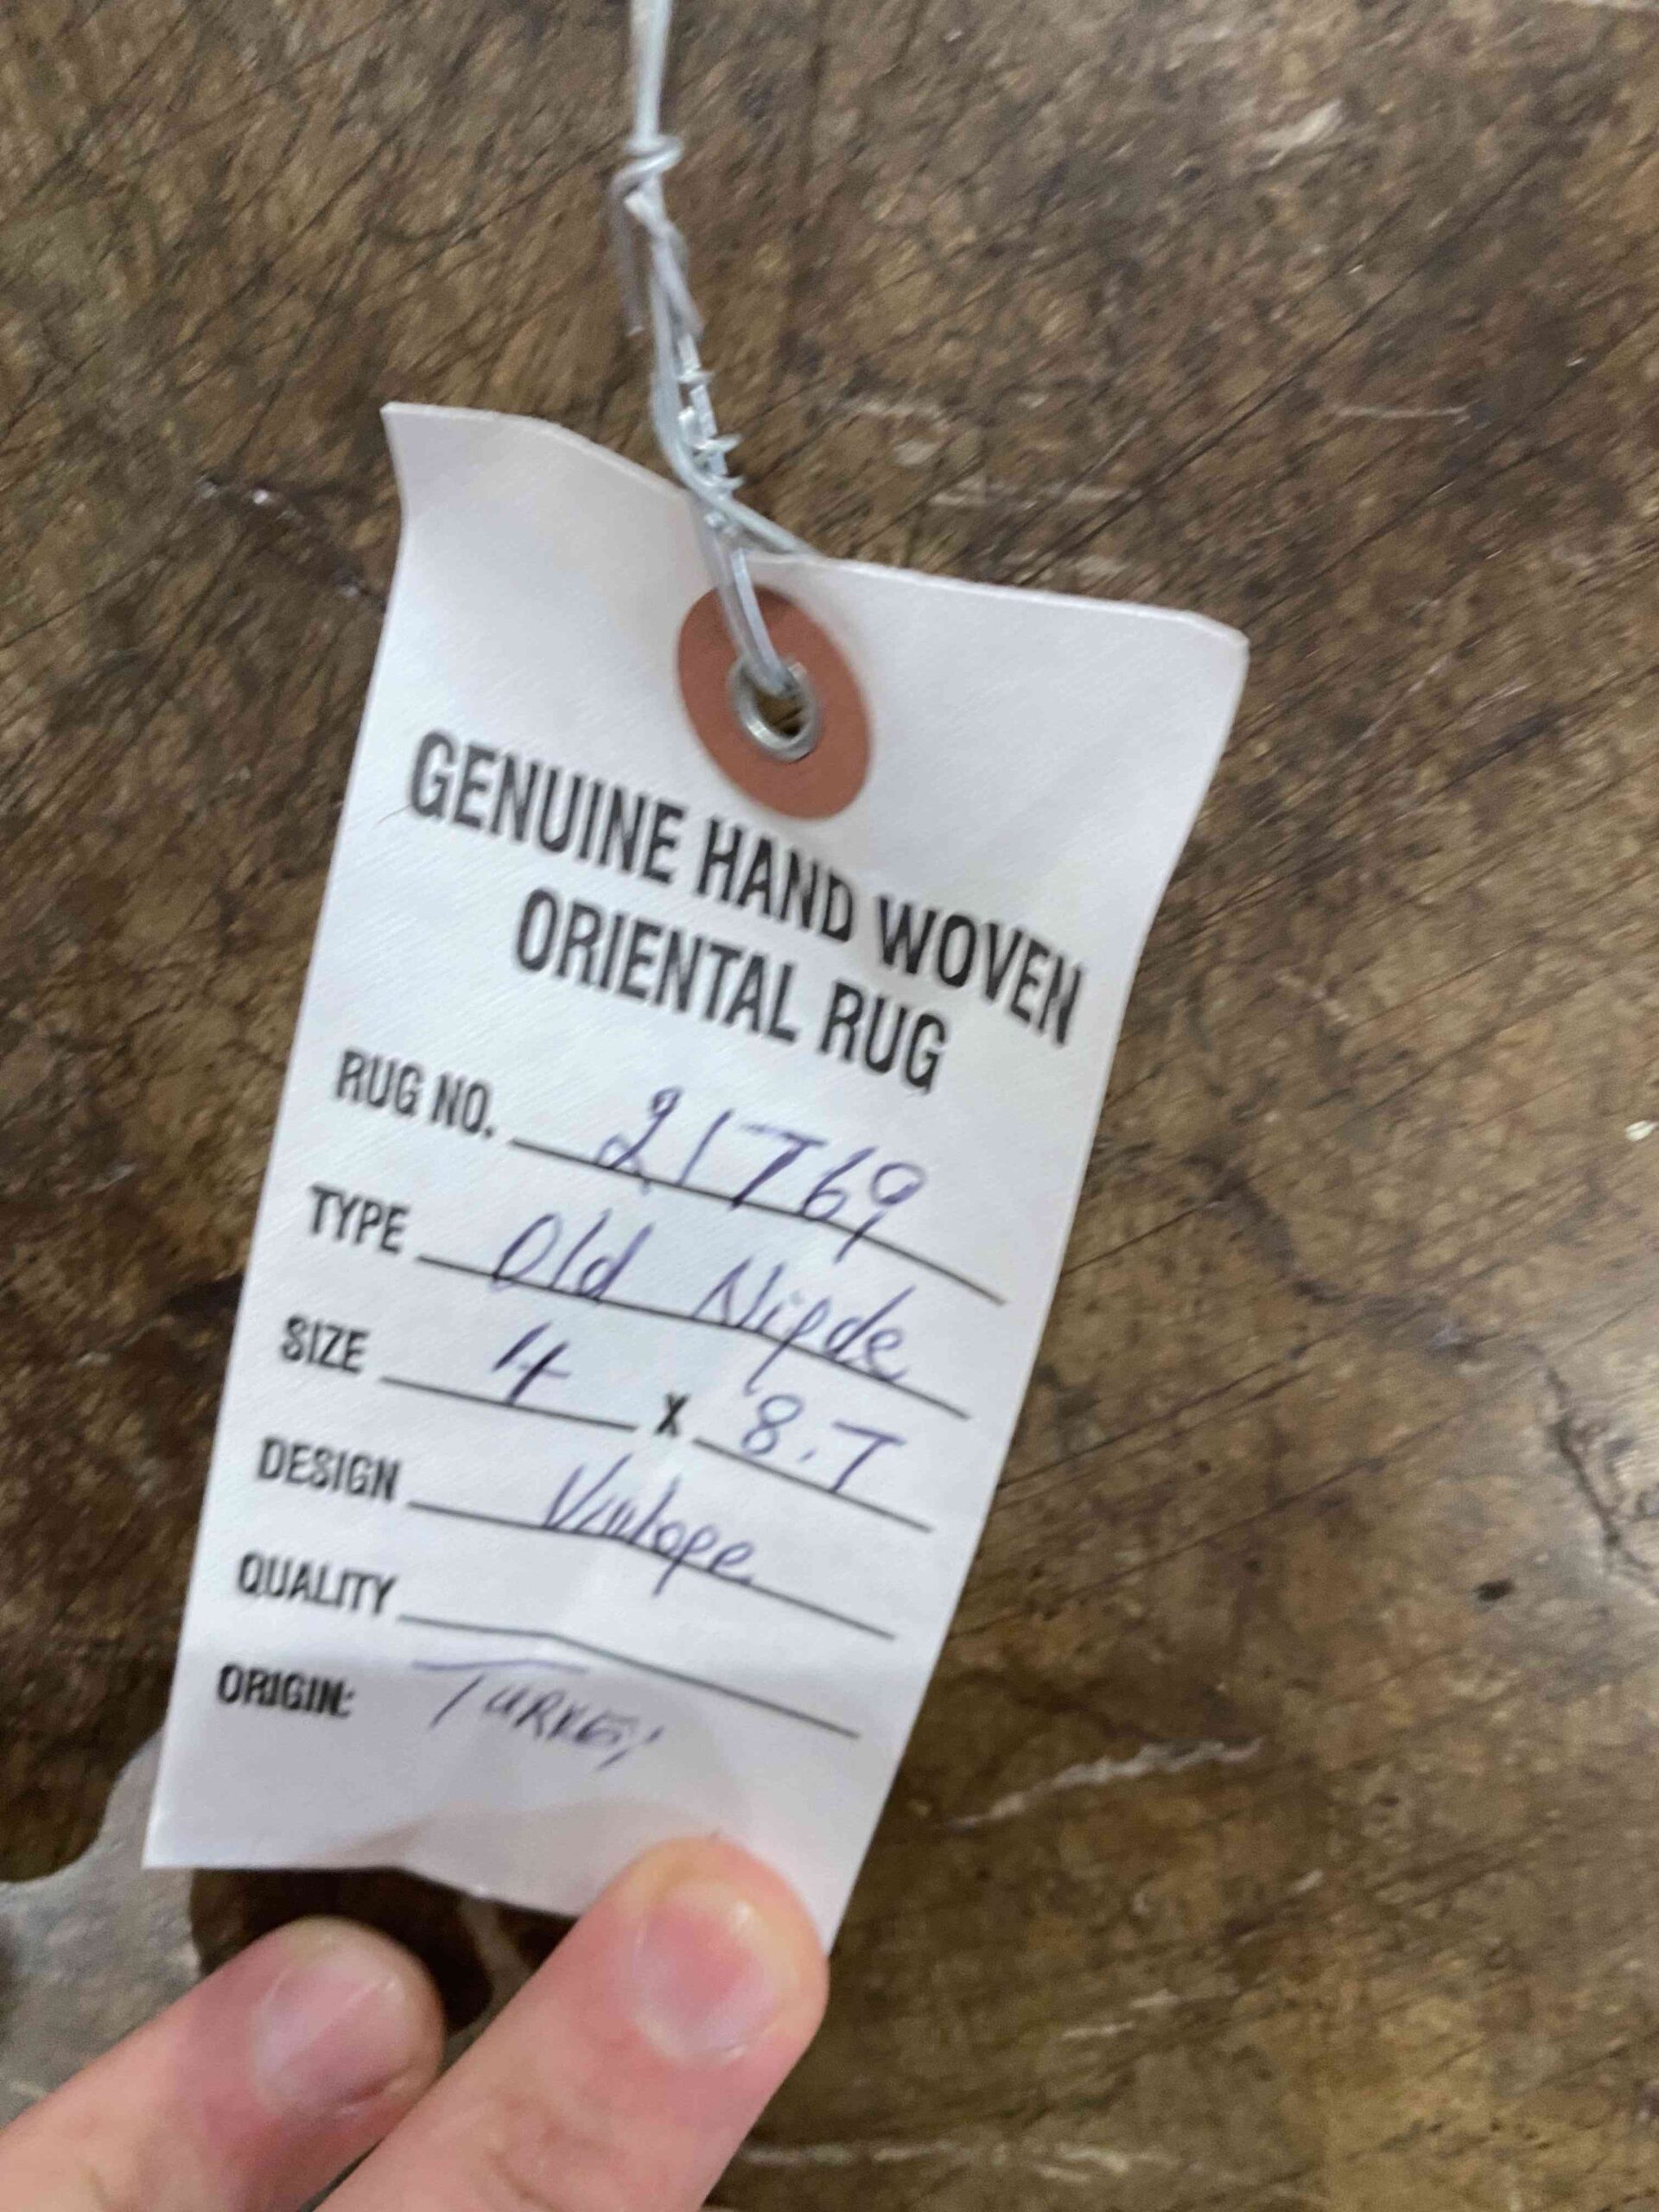 GENUINE HAND WOVEN
ORIENTAL RUG
RUG NO. 21769
TYPE Old Nigde
SIZE 4 X 8.7
DESIGN Vintage
QUALITY
ORIGIN: TURKEY